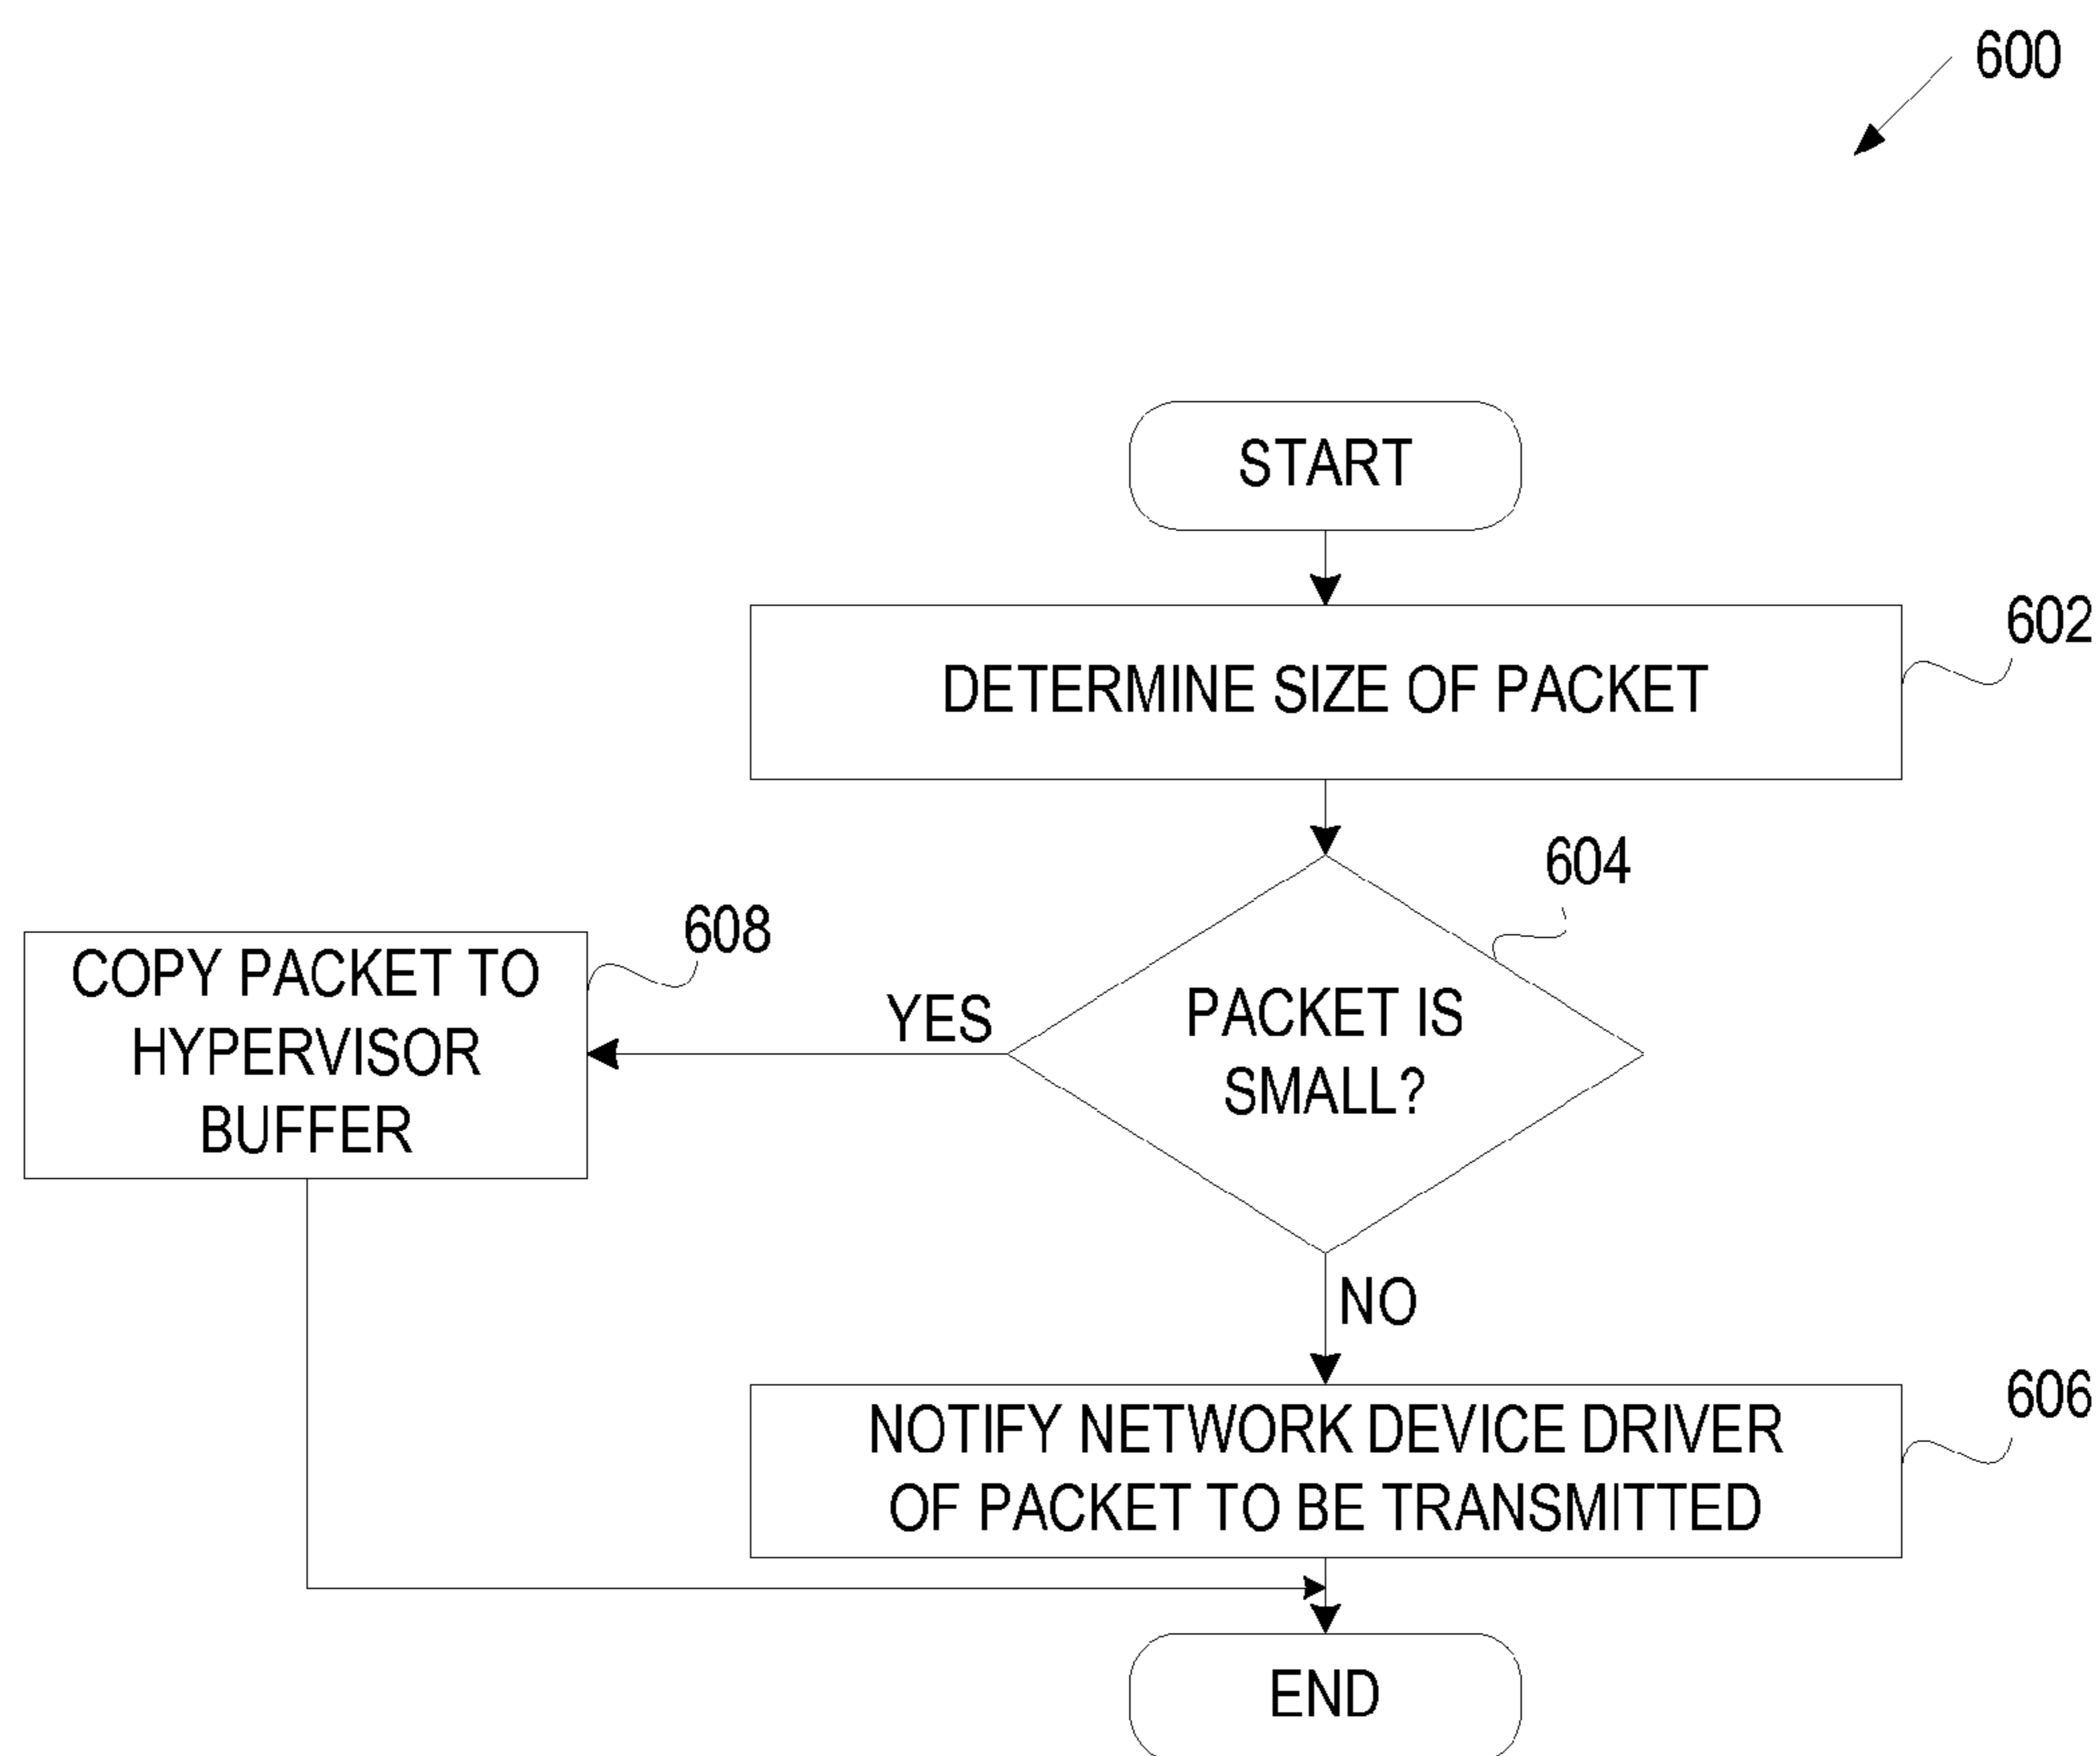 600
START
602
DETERMINE SIZE OF PACKET
604
608
COPY PACKET TO
HYPERVISOR
BUFFER
YES
PACKET IS
SMALL?
NO
606
NOTIFY NETWORK DEVICE DRIVER
OF PACKET TO BE TRANSMITTED
END